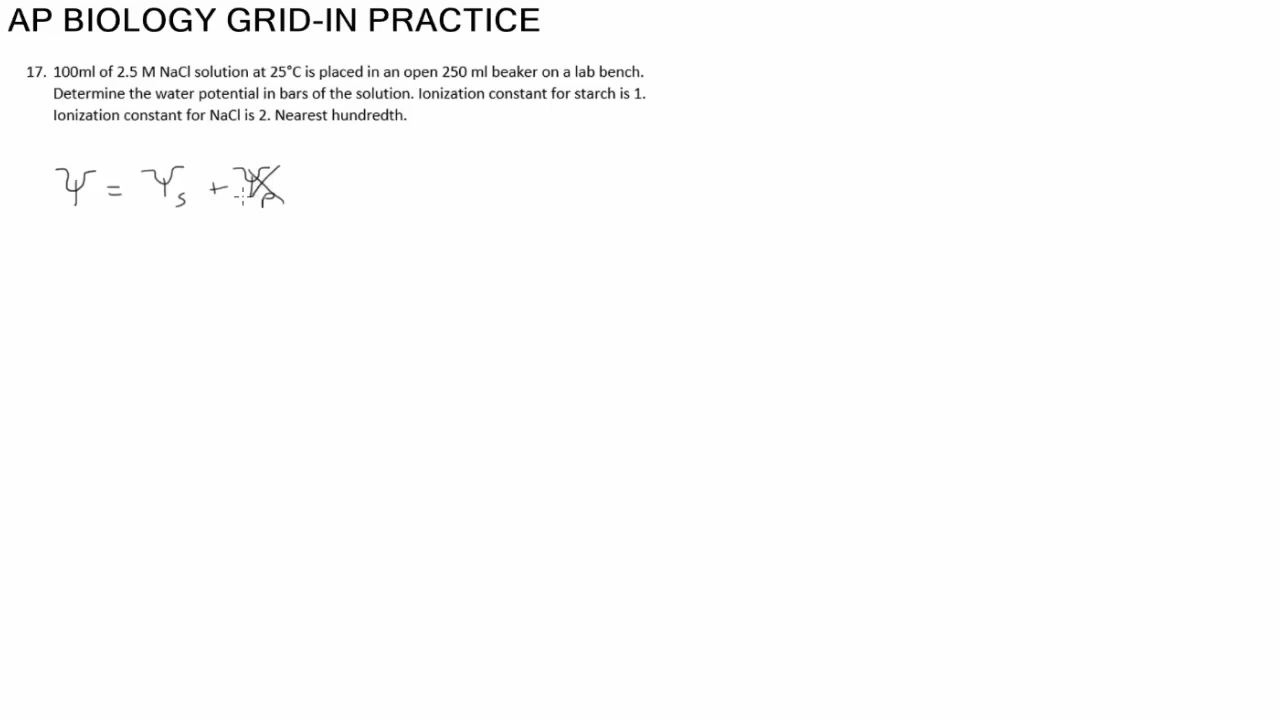 AP BIOLOGY GRID-IN PRACTICE
17. 100ml of 2.5 M NaCl solution at 25°C is placed in an open 250 ml beaker on a lab bench.
Determine the water potential in bars of the solution. Ionization constant for starch is 1.
Ionization constant for NaCl is 2. Nearest hundredth.
Ψ = Ψs + Ψp